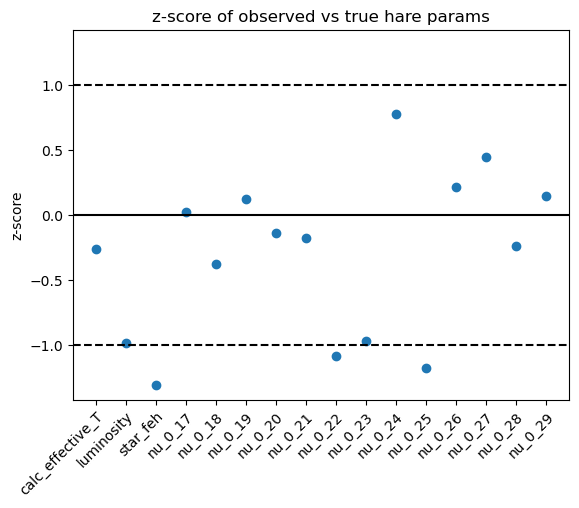 z-score of observed vs true hare params
z-score
1.0
0.5
0.0
−0.5
−1.0
calc_effective_T
luminosity
star_feh
nu_0_17
nu_0_18
nu_0_19
nu_0_20
nu_0_21
nu_0_22
nu_0_23
nu_0_24
nu_0_25
nu_0_26
nu_0_27
nu_0_28
nu_0_29